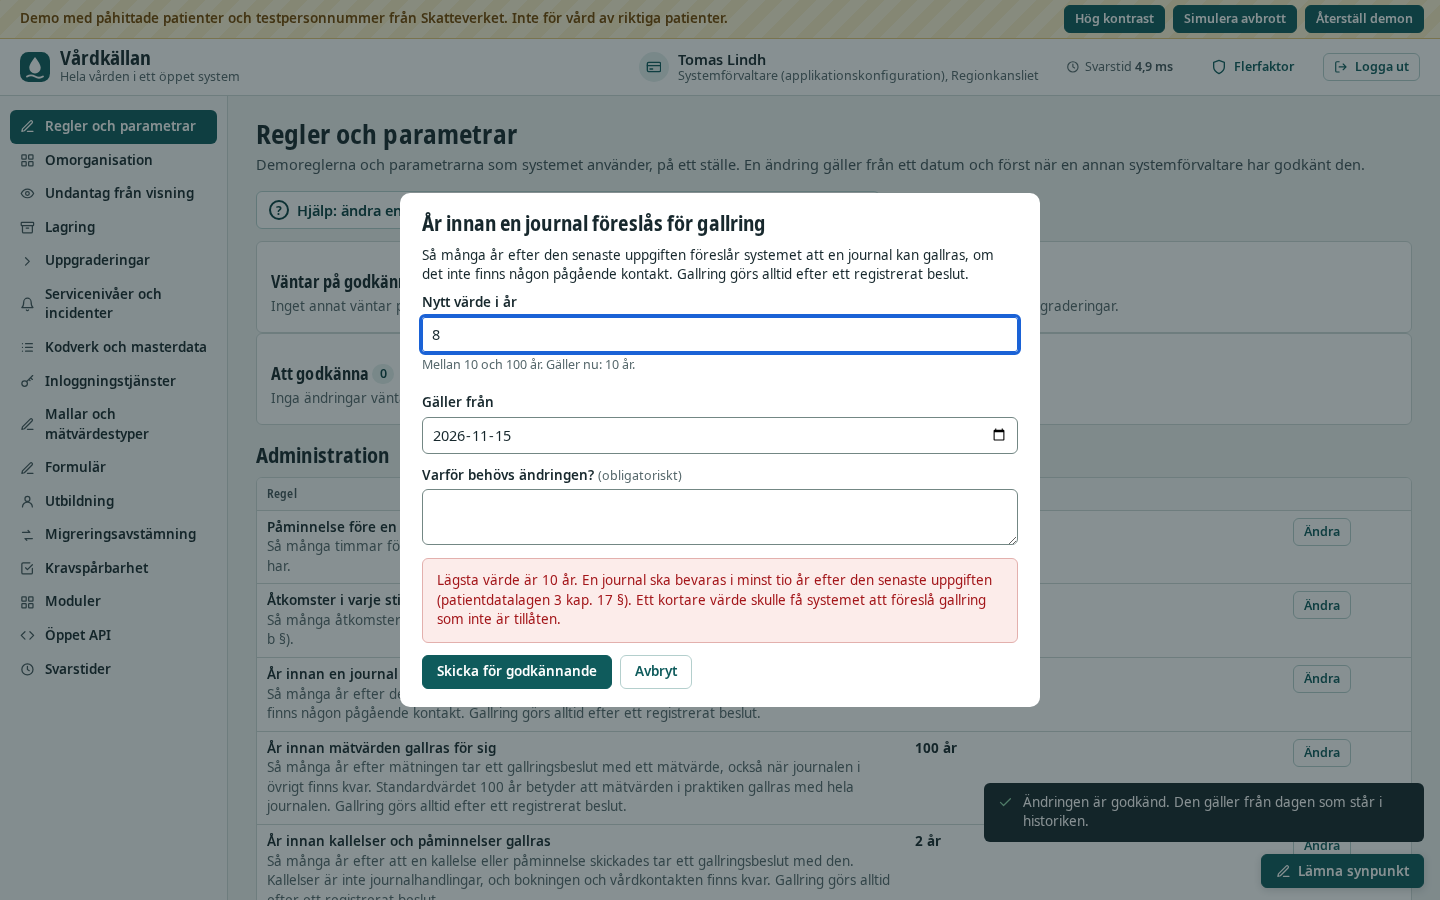 Demo med påhittade patienter och testpersonnummer från Skatteverket. Inte för vård av riktiga patienter.
Hög kontrast
Simulera avbrott
Återställ demon
Vårdkällan
Hela vården i ett öppet system
Tomas Lindh
Systemförvaltare (applikationskonfiguration), Regionkansliet
Svarstid 4,9 ms
Flerfaktor
Logga ut
Regler och parametrar
Omorganisation
Undantag från visning
Lagring
Uppgraderingar
Servicenivåer och
incidenter
Kodverk och masterdata
Inloggningstjänster
Mallar och
mätvärdestyper
Formulär
Utbildning
Migreringsavstämning
Kravspårbarhet
Moduler
Öppet API
Svarstider
Regler och parametrar
Demoreglerna och parametrarna som systemet använder, på ett ställe. En ändring gäller från ett datum och först när en annan systemförvaltare har godkänt den.
Hjälp: ändra en
Väntar på godkän
Inget annat väntar p
graderingar.
Att godkänna 0
Inga ändringar vänt
Administration
Regel
Påminnelse före en
Så många timmar fö
har.
Ändra
Åtkomster i varje sti
Så många åtkomster
b §).
Ändra
År innan en journal
Så många år efter de
finns någon pågående kontakt. Gallring görs alltid efter ett registrerat beslut.
Ändra
År innan mätvärden gallras för sig
Så många år efter mätningen tar ett gallringsbeslut med ett mätvärde, också när journalen i
övrigt finns kvar. Standardvärdet 100 år betyder att mätvärden i praktiken gallras med hela
journalen. Gallring görs alltid efter ett registrerat beslut.
100 år
Ändra
År innan kallelser och påminnelser gallras
Så många år efter att en kallelse eller påminnelse skickades tar ett gallringsbeslut med den.
Kallelser är inte journalhandlingar, och bokningen och vårdkontakten finns kvar. Gallring görs alltid
efter ett registrerat beslut.
2 år
Ändra
År innan en journal föreslås för gallring
Så många år efter den senaste uppgiften föreslår systemet att en journal kan gallras, om
det inte finns någon pågående kontakt. Gallring görs alltid efter ett registrerat beslut.
Nytt värde i år
8
Mellan 10 och 100 år. Gäller nu: 10 år.
Gäller från
2026-11-15
Varför behövs ändringen? (obligatoriskt)
Lägsta värde är 10 år. En journal ska bevaras i minst tio år efter den senaste uppgiften
(patientdatalagen 3 kap. 17 §). Ett kortare värde skulle få systemet att föreslå gallring
som inte är tillåten.
Skicka för godkännande
Avbryt
Ändringen är godkänd. Den gäller från dagen som står i
historiken.
Lämna synpunkt